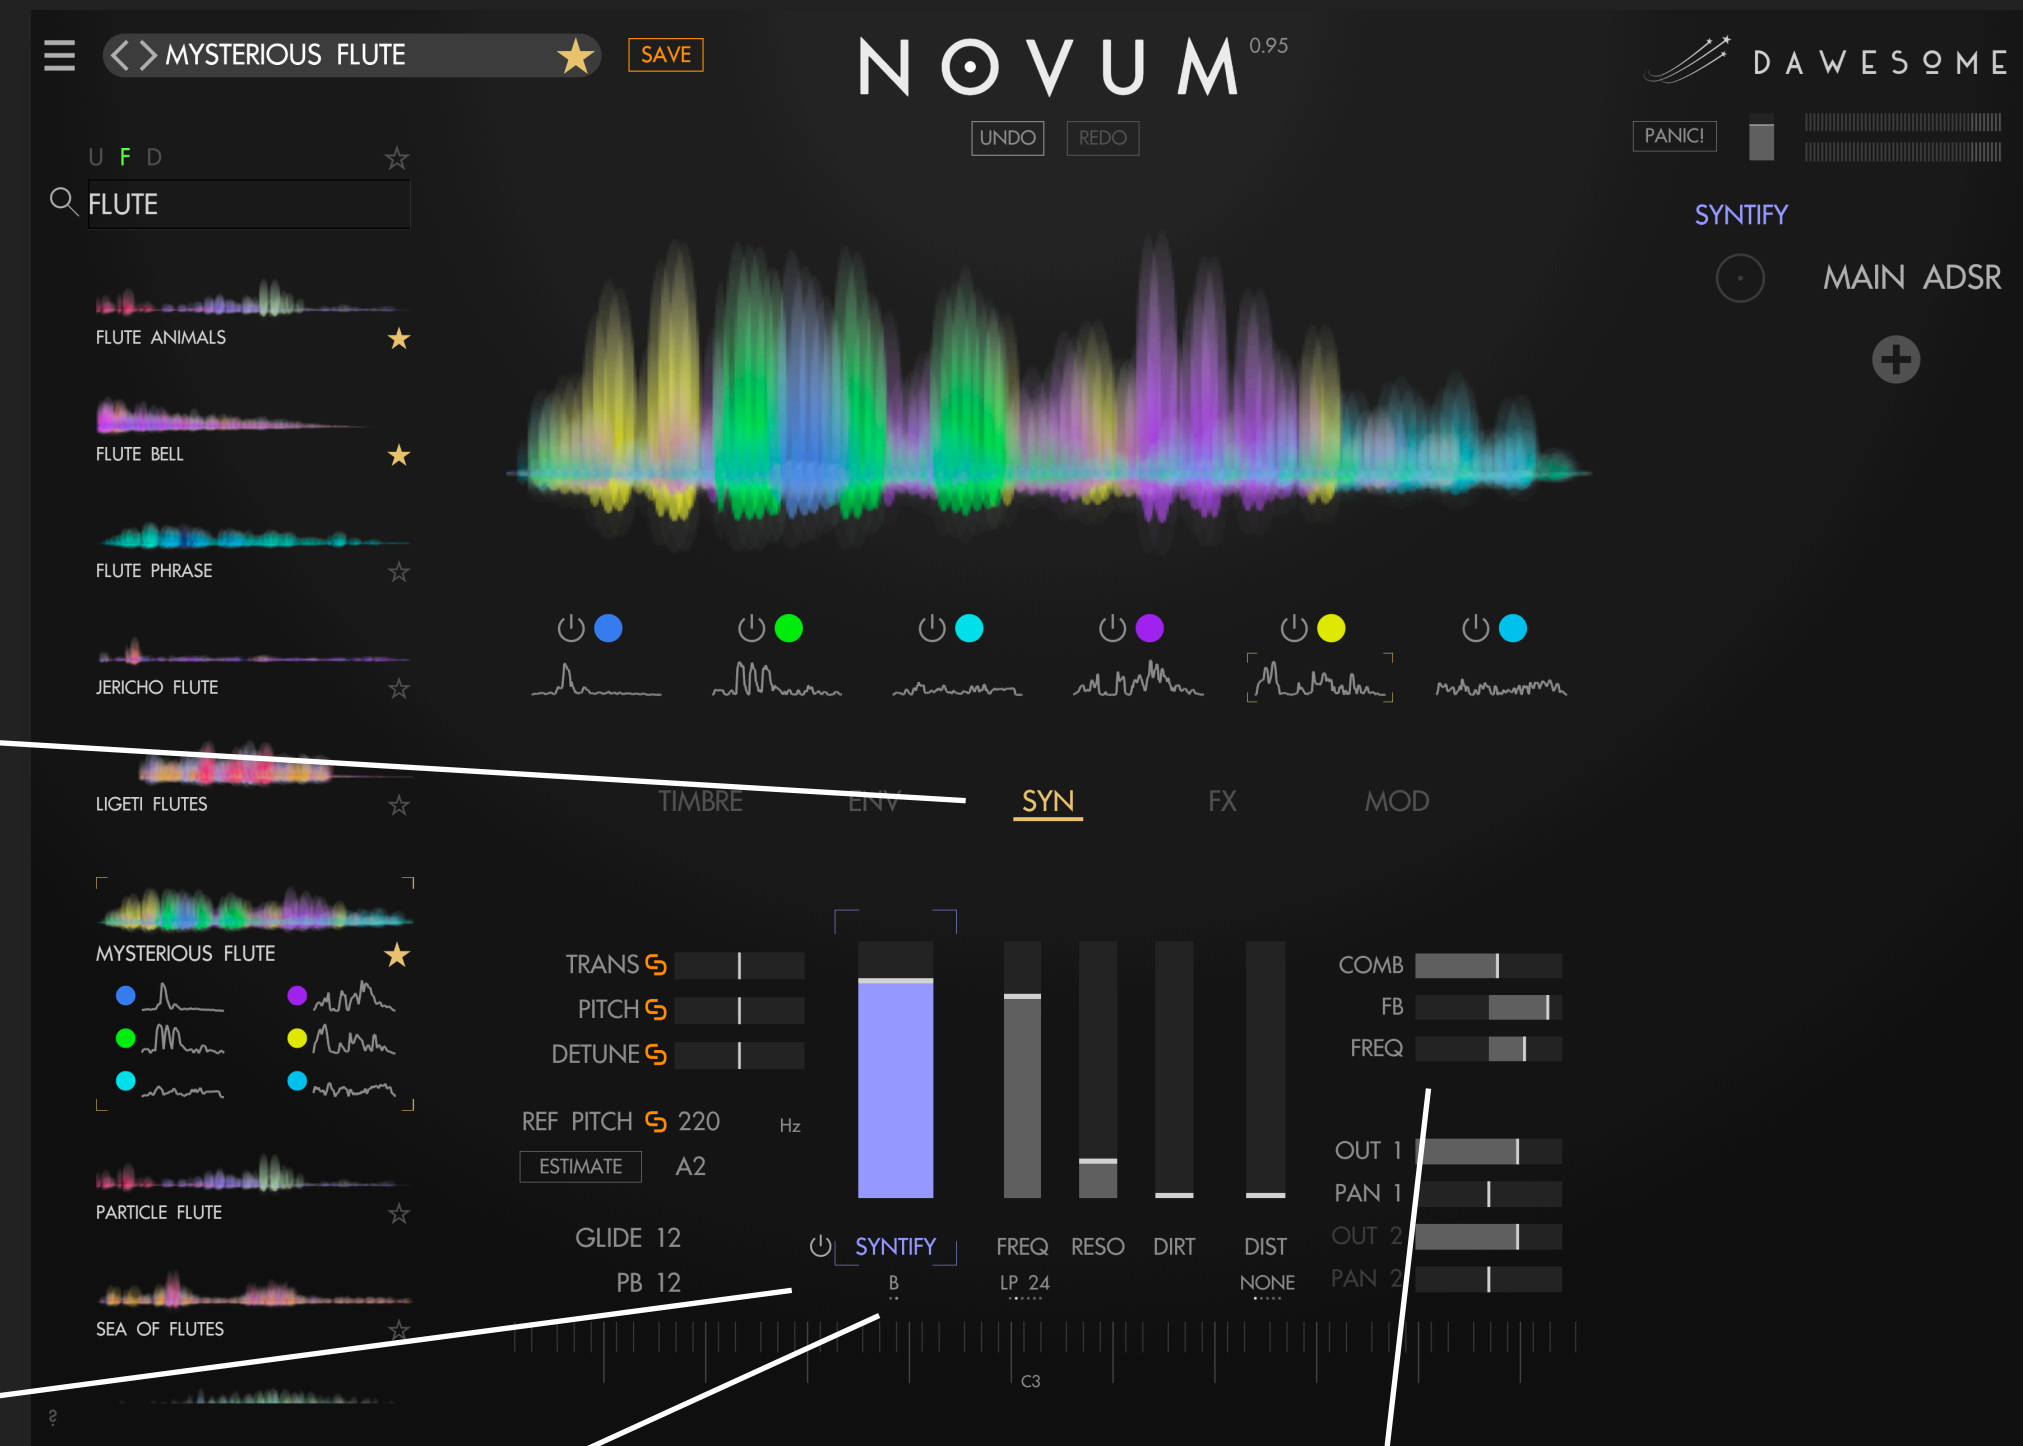 MYSTERIOUS FLUTE
SAVE
NOVUM 0.95
DAWESOME
UNDO
REDO
PANIC!
U F D
FLUTE
SYNTIFY
MAIN ADSR
FLUTE ANIMALS
FLUTE BELL
FLUTE PHRASE
JERICHO FLUTE
LIGETI FLUTES
MYSTERIOUS FLUTE
PARTICLE FLUTE
SEA OF FLUTES
?
TIMBRE
ENV
SYN
FX
MOD
TRANS
PITCH
DETUNE
REF PITCH 220 Hz
ESTIMATE A2
GLIDE 12
PB 12
SYNTIFY
B
FREQ
LP 24
RESO
DIRT
DIST
NONE
COMB
FB
FREQ
OUT 1
PAN 1
OUT 2
PAN 2
C3